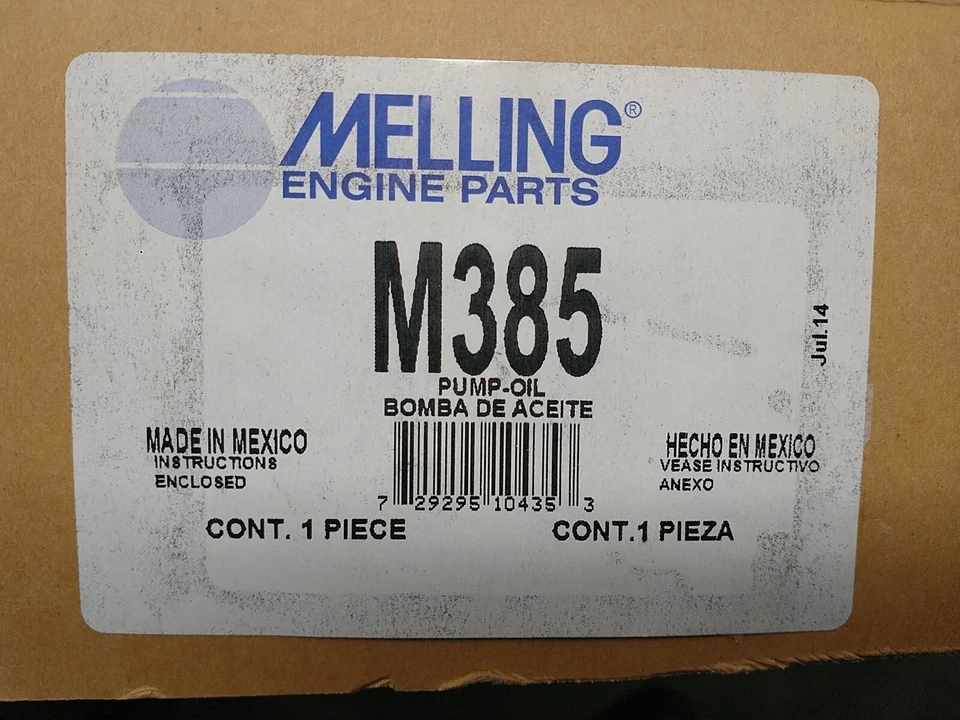 MELLING®
ENGINE PARTS
M385
PUMP-OIL
BOMBA DE ACEITE
Jul.14
MADE IN MEXICO
INSTRUCTIONS
ENCLOSED
HECHO EN MEXICO
VEASE INSTRUCTIVO
ANEXO
7 29295 10435 3
CONT. 1 PIECE
CONT.1 PIEZA